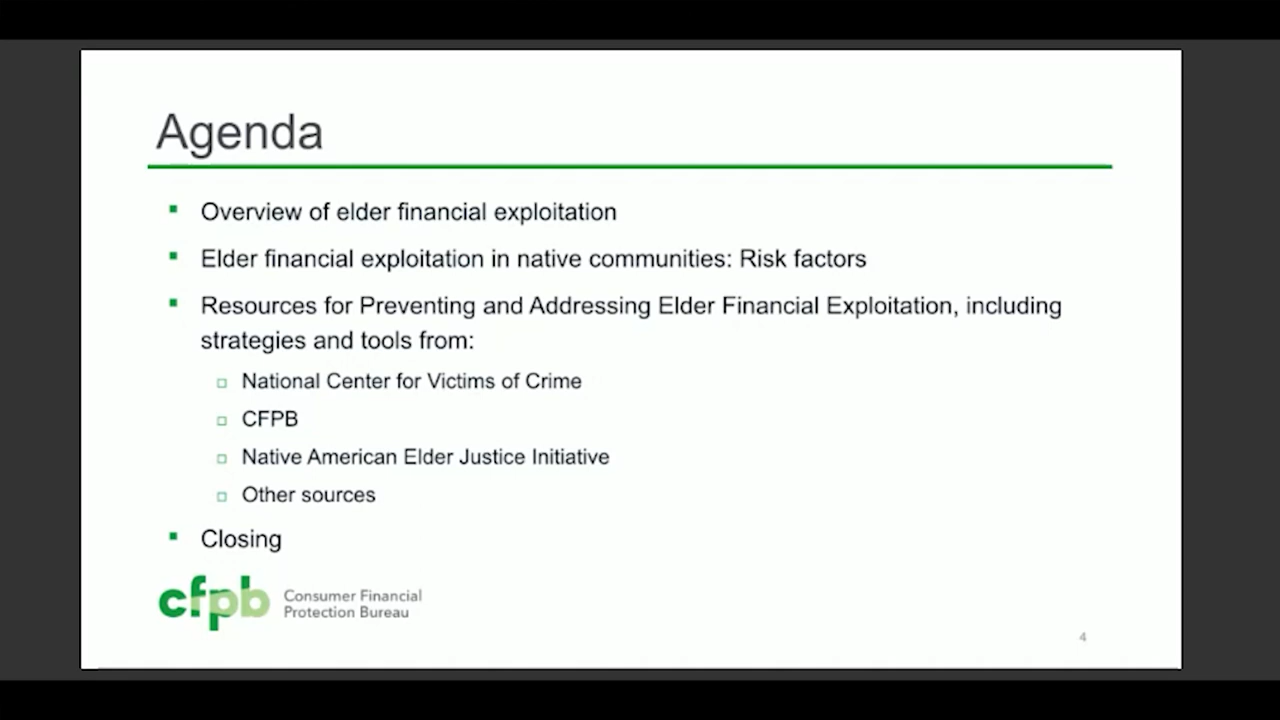 Agenda
Overview of elder financial exploitation
Elder financial exploitation in native communities: Risk factors
Resources for Preventing and Addressing Elder Financial Exploitation, including
strategies and tools from:
National Center for Victims of Crime
CFPB
Native American Elder Justice Initiative
Other sources
Closing
cfpb Consumer Financial
Protection Bureau
4